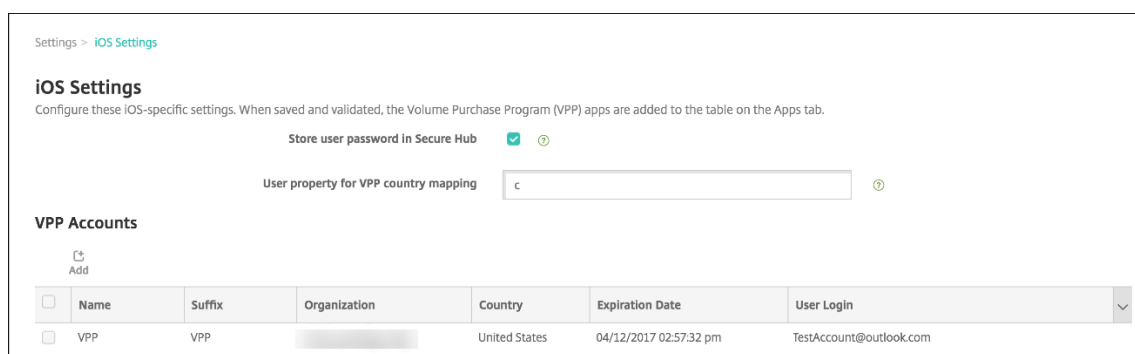 Settings > iOS Settings
iOS Settings
Configure these iOS-specific settings. When saved and validated, the Volume Purchase Program (VPP) apps are added to the table on the Apps tab.
Store user password in Secure Hub ?
User property for VPP country mapping c ?
VPP Accounts
Add
Name Suffix Organization Country Expiration Date User Login
VPP VPP United States 04/12/2017 02:57:32 pm TestAccount@outlook.com